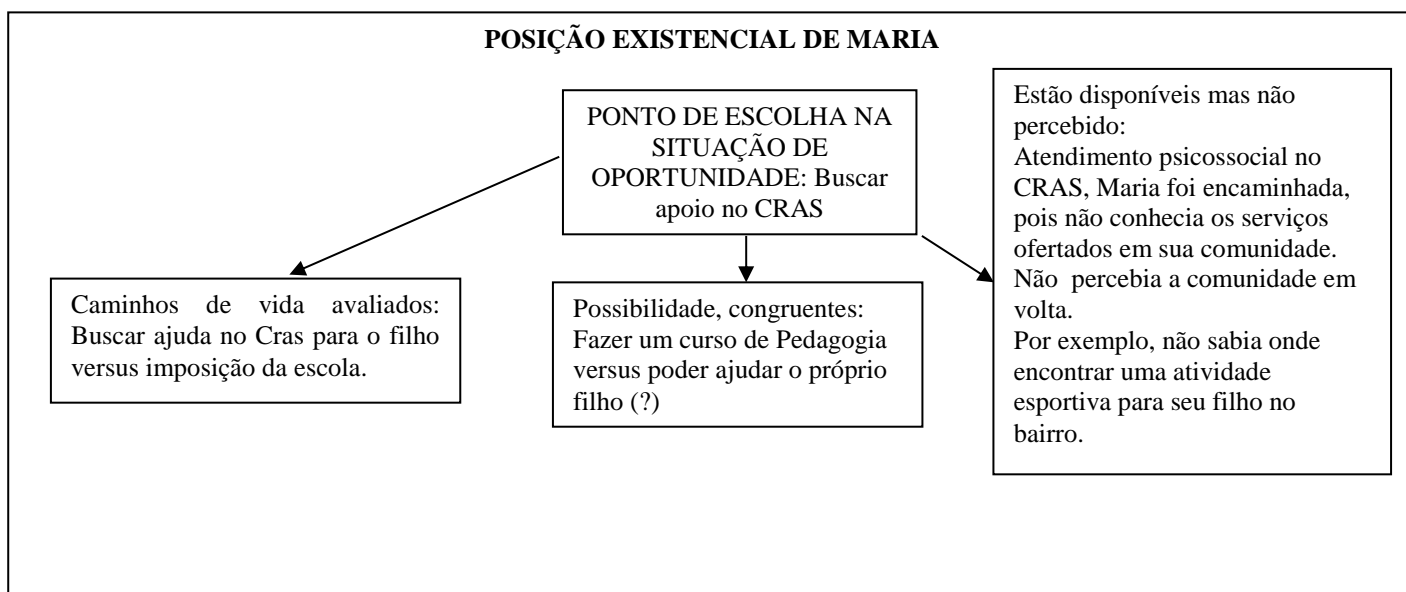 POSIÇÃO EXISTENCIAL DE MARIA
PONTO DE ESCOLHA NA
SITUAÇÃO DE
OPORTUNIDADE: Buscar
apoio no CRAS
Caminhos de vida avaliados:
Buscar ajuda no Cras para o filho
versus imposição da escola.
Possibilidade, congruentes:
Fazer um curso de Pedagogia
versus poder ajudar o próprio
filho (?)
Estão disponíveis mas não
percebido:
Atendimento psicossocial no
CRAS, Maria foi encaminhada,
pois não conhecia os serviços
ofertados em sua comunidade.
Não percebia a comunidade em
volta.
Por exemplo, não sabia onde
encontrar uma atividade
esportiva para seu filho no
bairro.